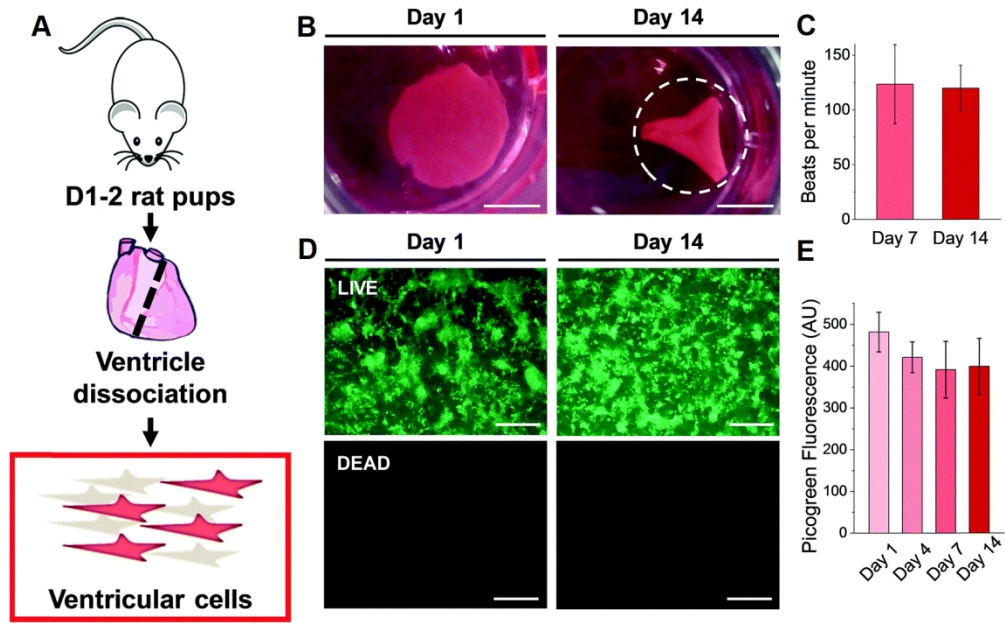 A
D1-2 rat pups
Ventricle
dissociation
Ventricular cells
B
Day 1
Day 14
C
Beats per minute
150
100
50
0
Day 7
Day 14
D
Day 1
Day 14
LIVE
DEAD
E
Picogreen Fluorescence (AU)
500
400
300
200
100
0
Day 1
Day 4
Day 7
Day 14